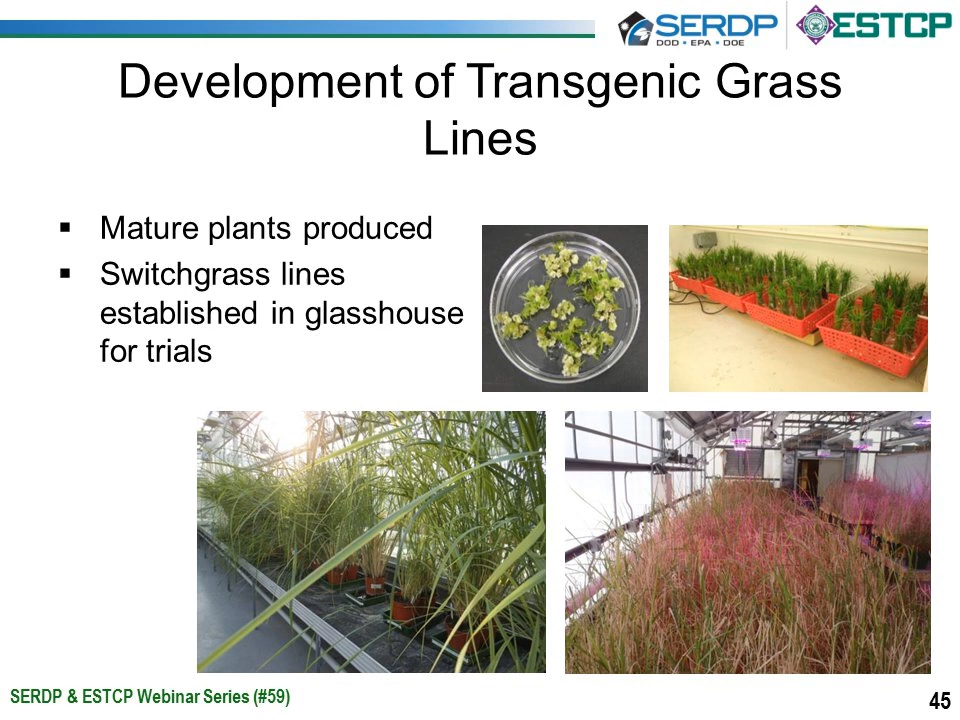 SERDP
DOD • EPA • DOE
ESTCP
Development of Transgenic Grass
Lines
▪ Mature plants produced
▪ Switchgrass lines
established in glasshouse
for trials
SERDP & ESTCP Webinar Series (#59)
45